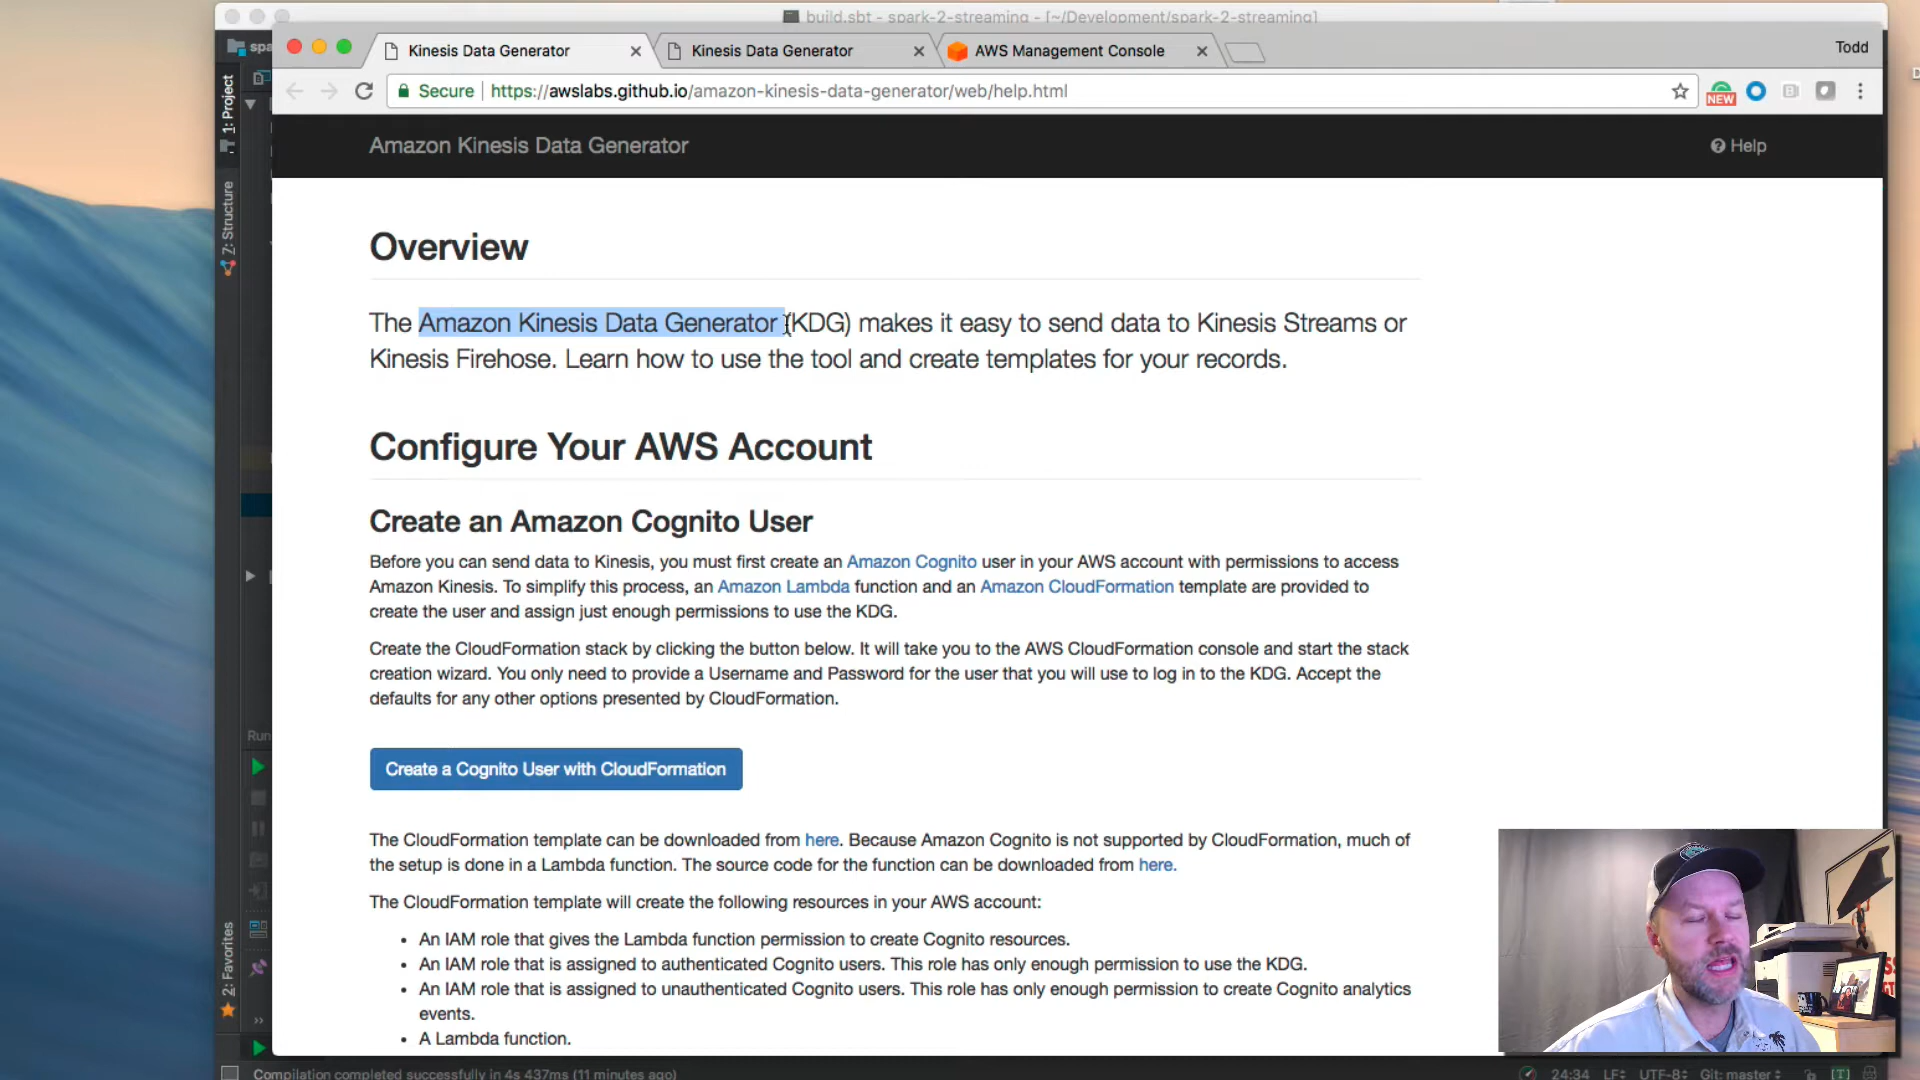 build.sbt - spark-2-streaming - [~/Development/spark-2-streaming]
Kinesis Data Generator
Kinesis Data Generator
AWS Management Console
Todd
Secure
https://awslabs.github.io/amazon-kinesis-data-generator/web/help.html
NEW
1: Project
Z: Structure
2: Favorites
Amazon Kinesis Data Generator
Help
Overview
The Amazon Kinesis Data Generator (KDG) makes it easy to send data to Kinesis Streams or
Kinesis Firehose. Learn how to use the tool and create templates for your records.
Configure Your AWS Account
Create an Amazon Cognito User
Before you can send data to Kinesis, you must first create an Amazon Cognito user in your AWS account with permissions to access
Amazon Kinesis. To simplify this process, an Amazon Lambda function and an Amazon CloudFormation template are provided to
create the user and assign just enough permissions to use the KDG.
Create the CloudFormation stack by clicking the button below. It will take you to the AWS CloudFormation console and start the stack
creation wizard. You only need to provide a Username and Password for the user that you will use to log in to the KDG. Accept the
defaults for any other options presented by CloudFormation.
Run
Create a Cognito User with CloudFormation
The CloudFormation template can be downloaded from here. Because Amazon Cognito is not supported by CloudFormation, much of
the setup is done in a Lambda function. The source code for the function can be downloaded from here.
The CloudFormation template will create the following resources in your AWS account:
• An IAM role that gives the Lambda function permission to create Cognito resources.
• An IAM role that is assigned to authenticated Cognito users. This role has only enough permission to use the KDG.
• An IAM role that is assigned to unauthenticated Cognito users. This role has only enough permission to create Cognito analytics
events.
• A Lambda function.
Compilation completed successfully in 4s 437ms (11 minutes ago)
24:34 LF÷ UTF-8÷ Git: master÷